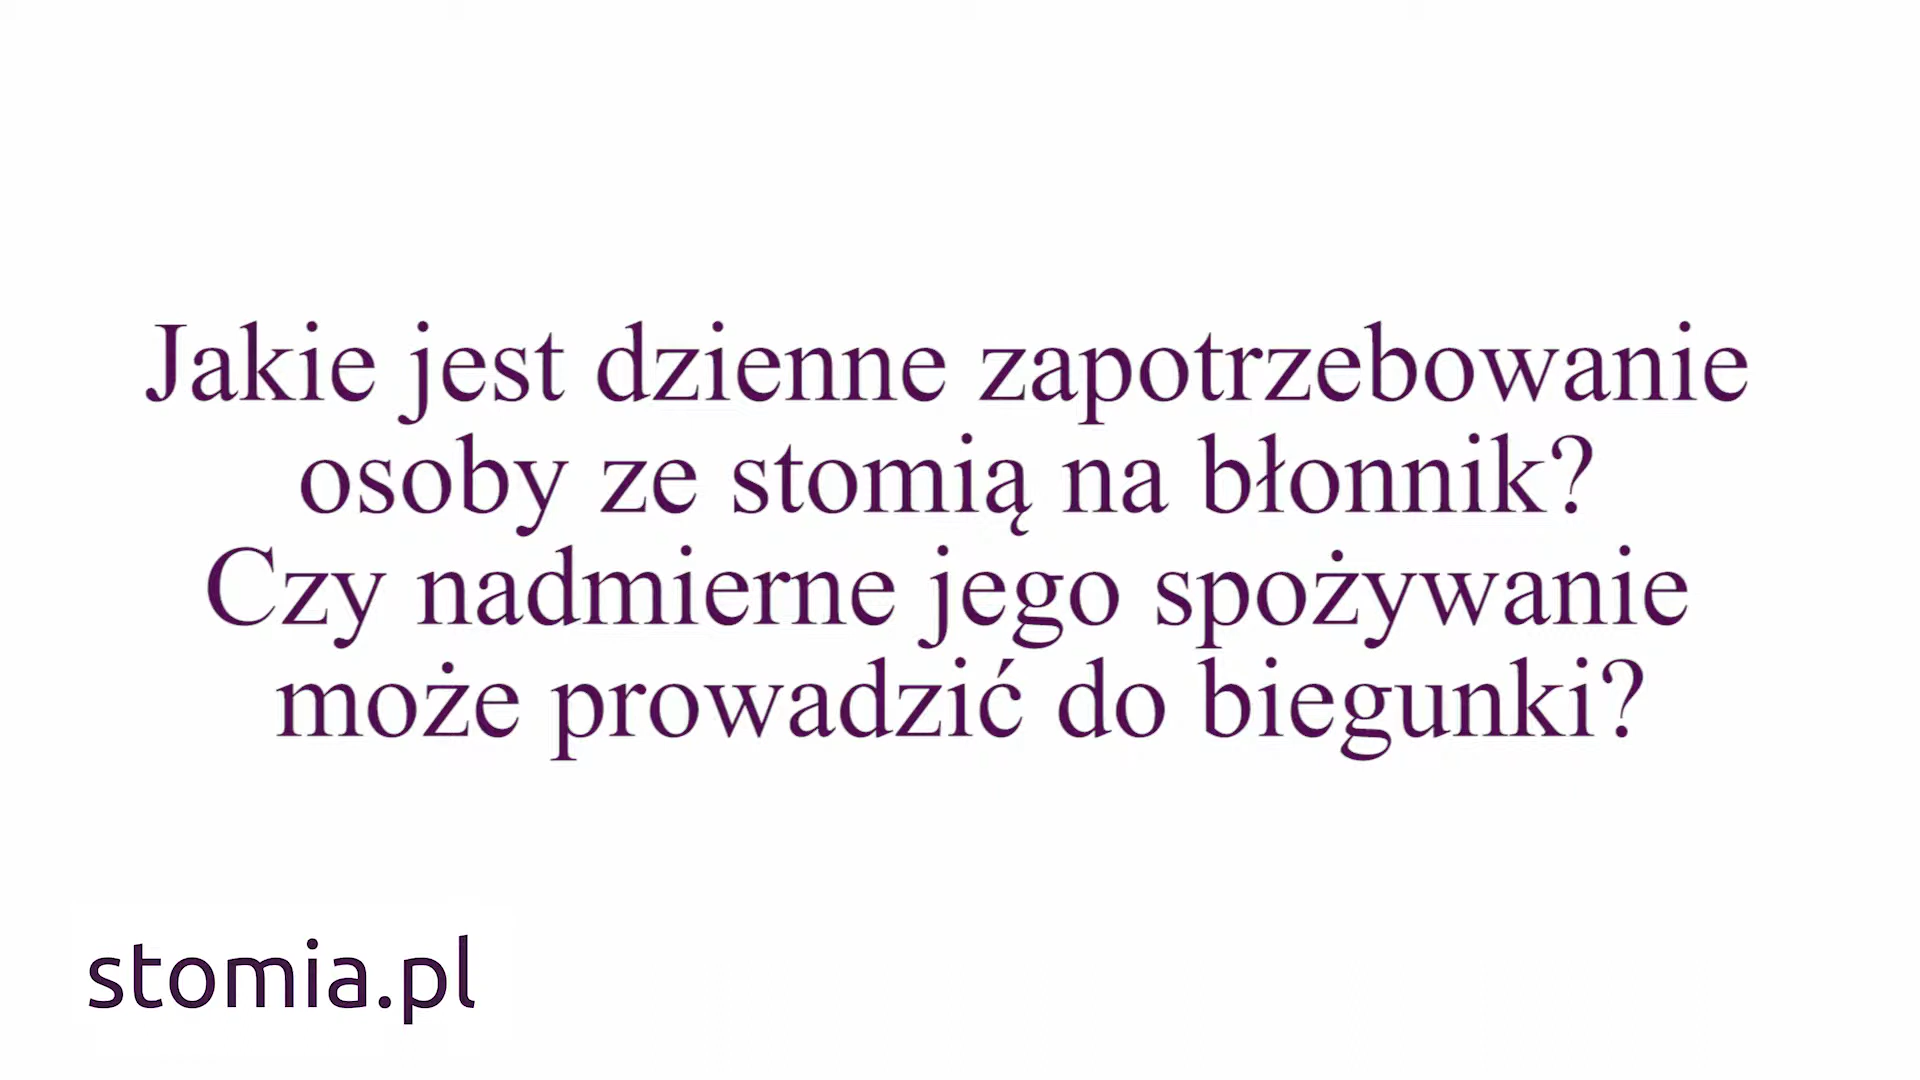 Jakie jest dzienne zapotrzebowanie
osoby ze stomią na błonnik?
Czy nadmierne jego spożywanie
może prowadzić do biegunki?
stomia.pl